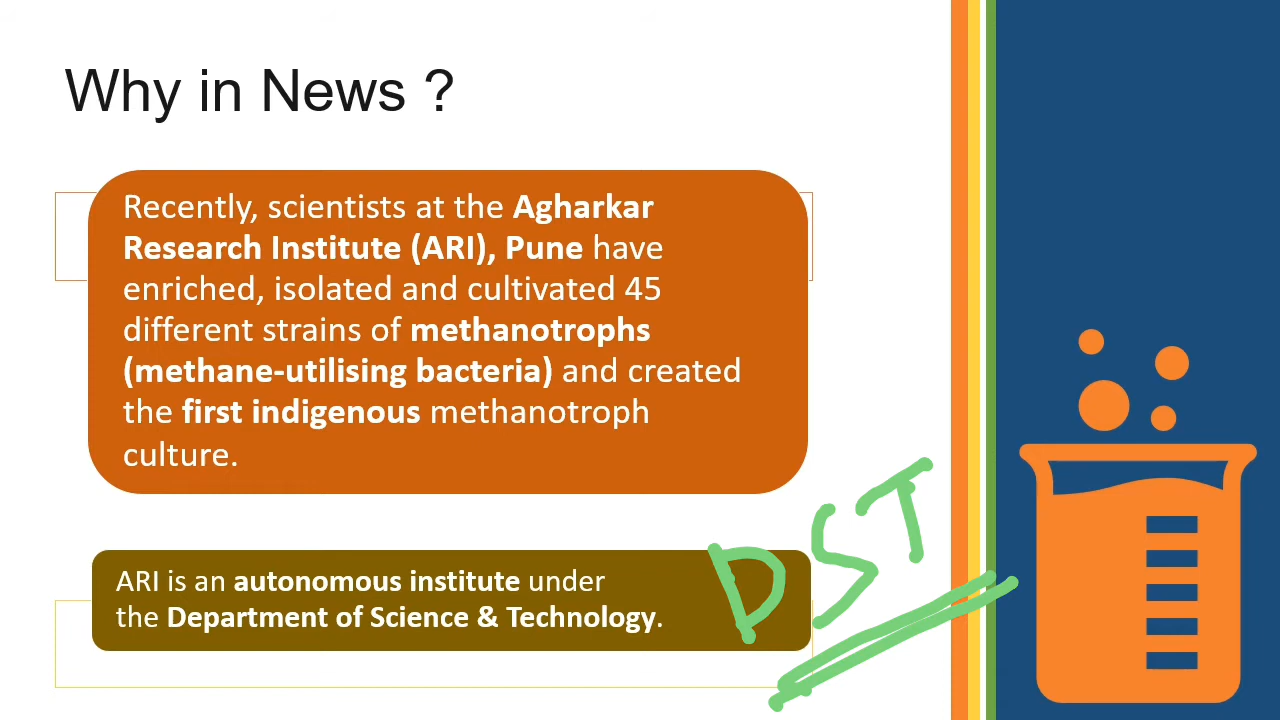 Why in News ?
Recently, scientists at the Agharkar
Research Institute (ARI), Pune have
enriched, isolated and cultivated 45
different strains of methanotrophs
(methane-utilising bacteria) and created
the first indigenous methanotroph
culture.
DST
ARI is an autonomous institute under
the Department of Science & Technology.